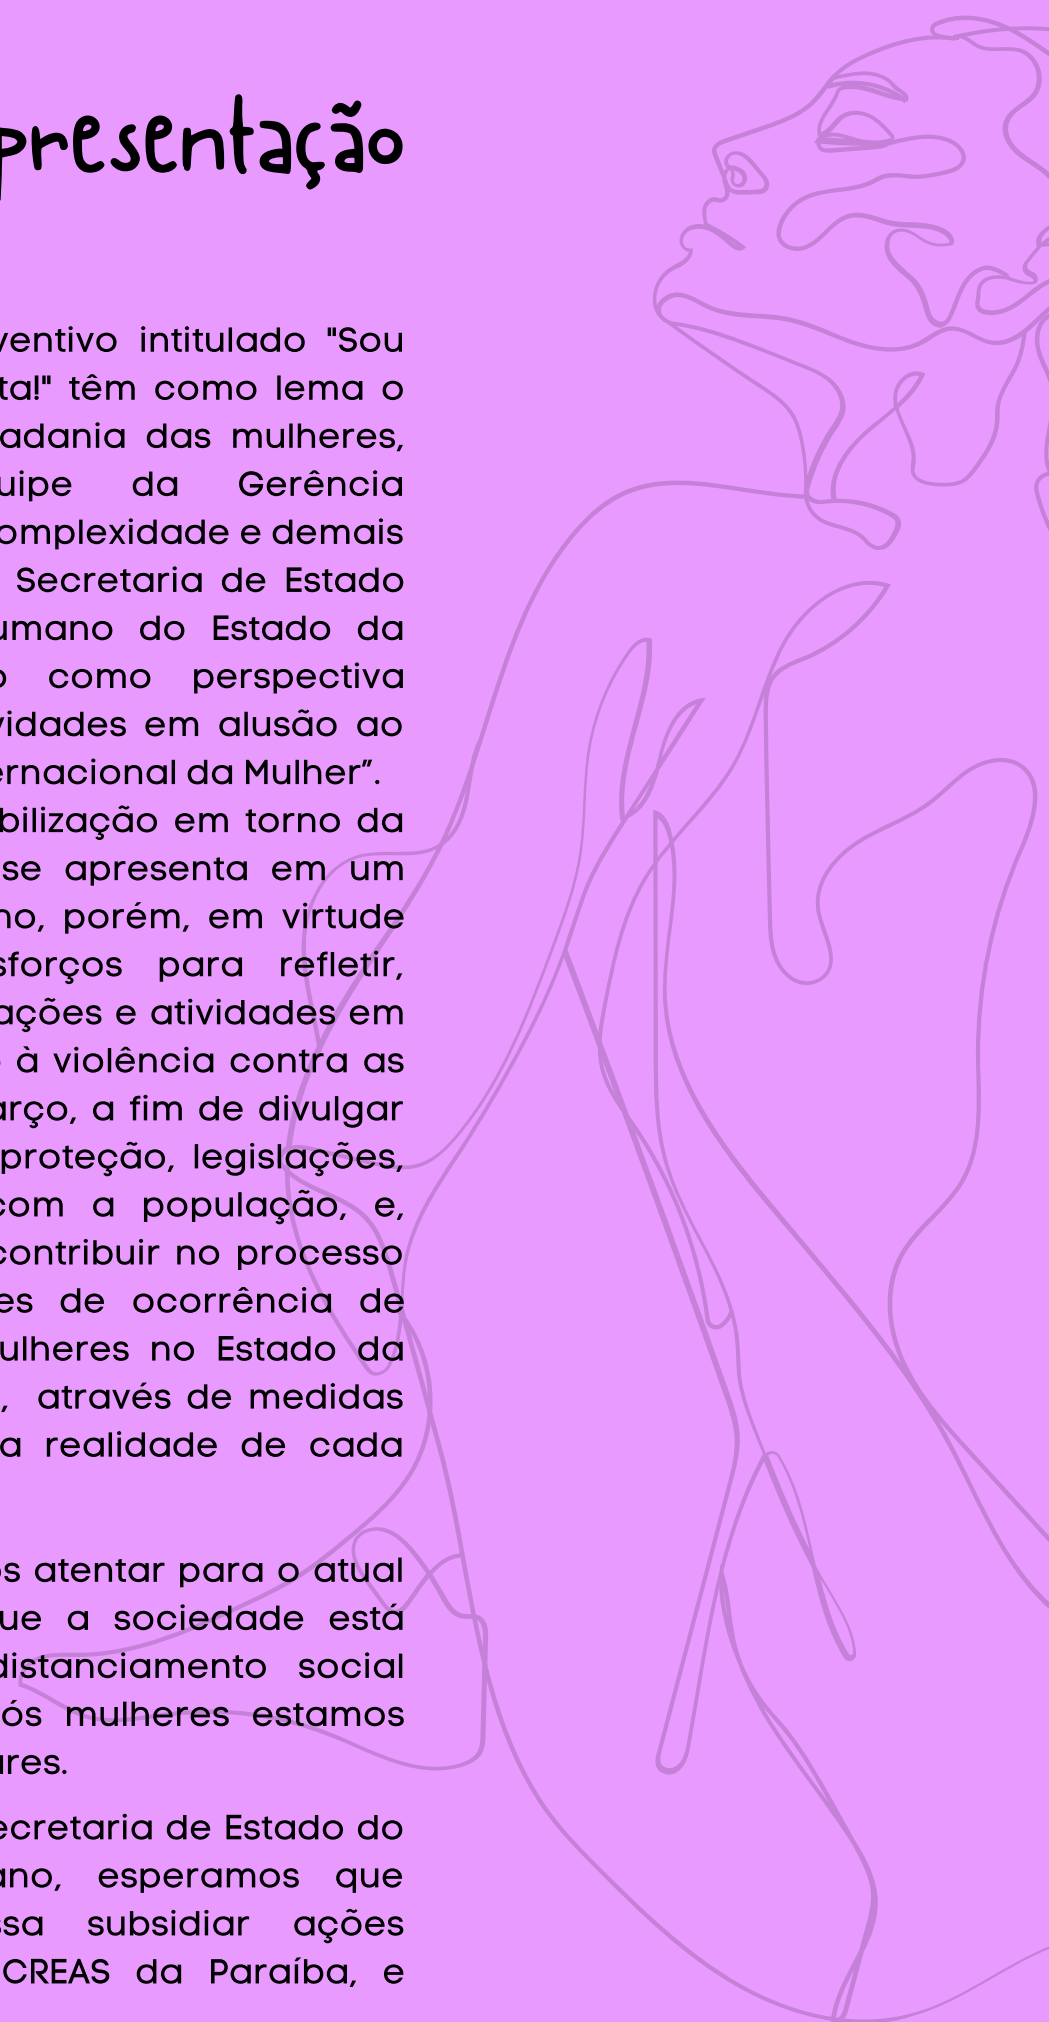 presentação
ventivo intitulado "Sou
ta!" têm como lema o
adania das mulheres,
uipe da Gerência
omplexidade e demais
Secretaria de Estado
umano do Estado da
o como perspectiva
vidades em alusão ao
ernacional da Mulher”.
bilização em torno da
se apresenta em um
no, porém, em virtude
sforços para refletir,
ações e atividades em
à violência contra as
arço, a fim de divulgar
proteção, legislações,
com a população, e,
contribuir no processo
es de ocorrência de
ulheres no Estado da
, através de medidas
a realidade de cada
os atentar para o atual
ue a sociedade está
distanciamento social
ós mulheres estamos
ares.
ecretaria de Estado do
ano, esperamos que
ssa subsidiar ações
CREAS da Paraíba, e